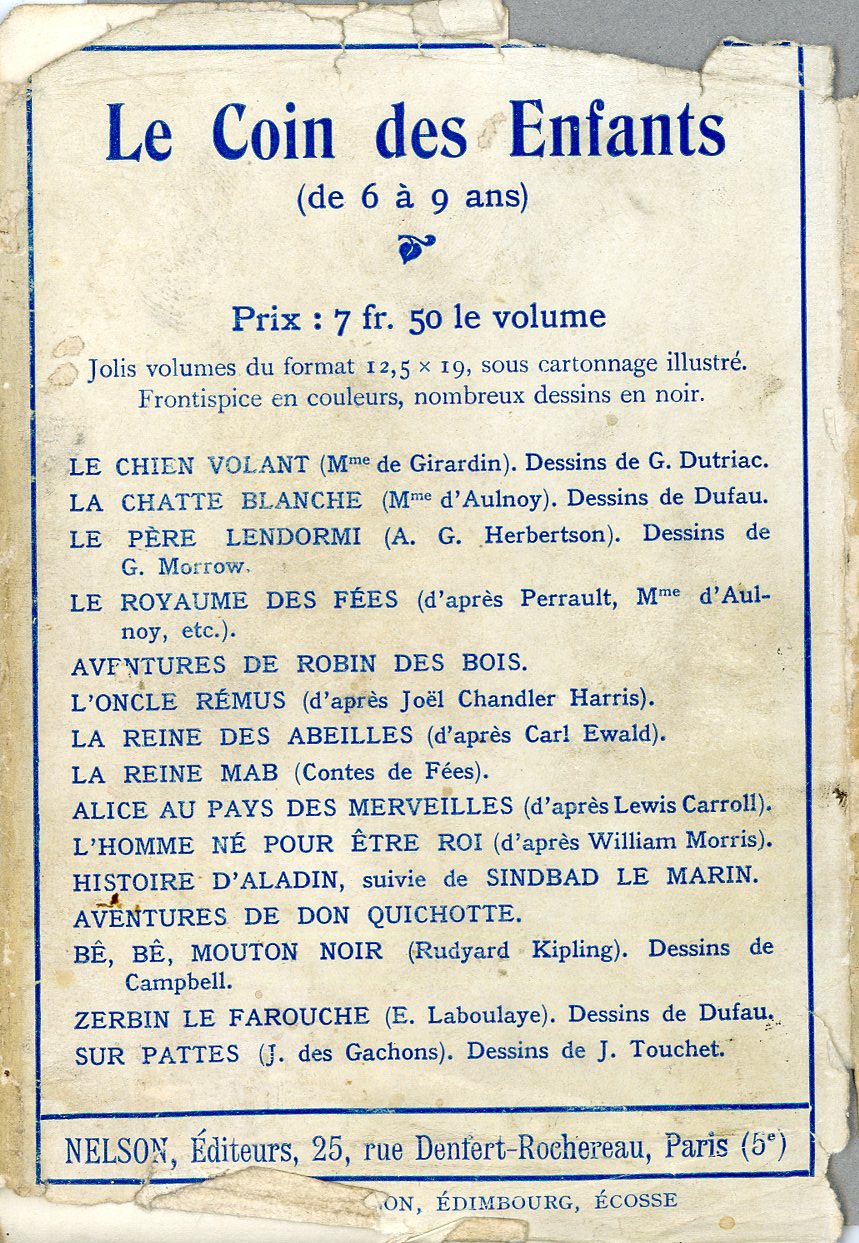 Le Coin des Enfants
(de 6 à 9 ans)
Prix : 7 fr. 50 le volume
Jolis volumes du format 12,5 × 19, sous cartonnage illustré.
Frontispice en couleurs, nombreux dessins en noir.
LE CHIEN VOLANT (Mᵐᵉ de Girardin). Dessins de G. Dutriac.
LA CHATTE BLANCHE (Mᵐᵉ d'Aulnoy). Dessins de Dufau.
LE PÈRE LENDORMI (A. G. Herbertson). Dessins de
G. Morrow.
LE ROYAUME DES FÉES (d'après Perrault, Mᵐᵉ d'Aul-
noy, etc.).
AVENTURES DE ROBIN DES BOIS.
L'ONCLE RÉMUS (d'après Joël Chandler Harris).
LA REINE DES ABEILLES (d'après Carl Ewald).
LA REINE MAB (Contes de Fées).
ALICE AU PAYS DES MERVEILLES (d'après Lewis Carroll).
L'HOMME NÉ POUR ÊTRE ROI (d'après William Morris).
HISTOIRE D'ALADIN, suivie de SINDBAD LE MARIN.
AVENTURES DE DON QUICHOTTE.
BÊ, BÊ, MOUTON NOIR (Rudyard Kipling). Dessins de
Campbell.
ZERBIN LE FAROUCHE (E. Laboulaye). Dessins de Dufau.
SUR PATTES (J. des Gachons). Dessins de J. Touchet.
NELSON, Éditeurs, 25, rue Denfert-Rochereau, Paris (5ᵉ)
ÉDIMBOURG, ÉCOSSE